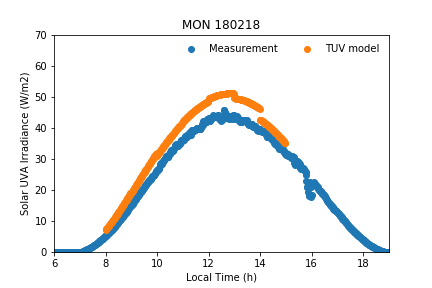 MON 180218
Measurement TUV model
Solar UVA Irradiance (W/m2)
70
60
50
40
30
20
10
0
6 8 10 12 14 16 18
Local Time (h)